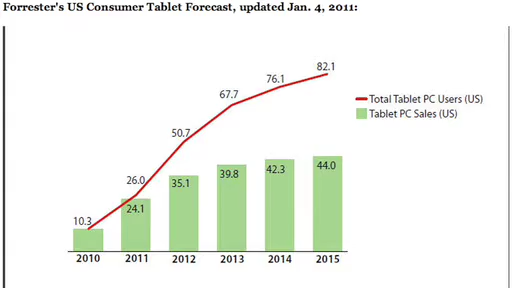 Forrester's US Consumer Tablet Forecast, updated Jan. 4, 2011:
82.1
76.1
67.7
Total Tablet PC Users (US)
Tablet PC Sales (US)
50.7
26.0
24.1
35.1
39.8
42.3
44.0
10.3
2010 2011 2012 2013 2014 2015